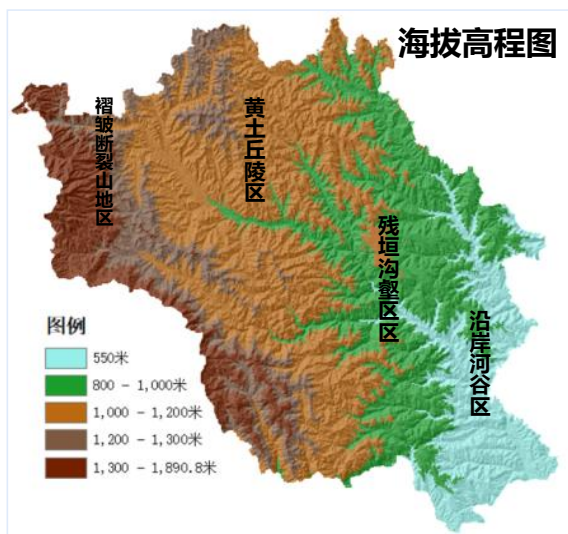 海拔高程图
褶皱断裂山地区
黄土丘陵区
残垣沟壑区区
沿岸河谷区
图例
550米
800 - 1,000米
1,000 - 1,200米
1,200 - 1,300米
1,300 - 1,890.8米